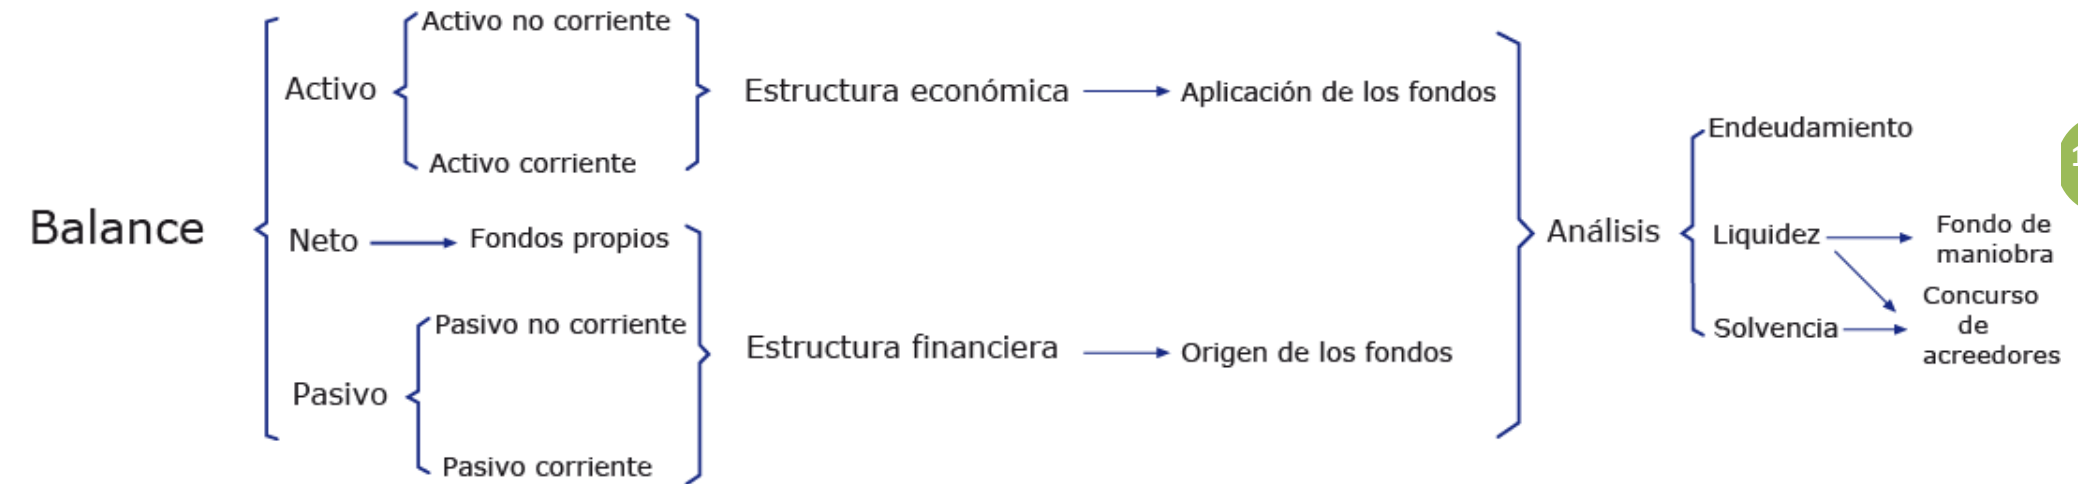 Balance
Activo
Activo no corriente
Activo corriente
Estructura económica
Aplicación de los fondos
Neto
Fondos propios
Pasivo
Pasivo no corriente
Pasivo corriente
Estructura financiera
Origen de los fondos
Análisis
Endeudamiento
Liquidez
Fondo de
maniobra
Solvencia
Concurso
de
acreedores